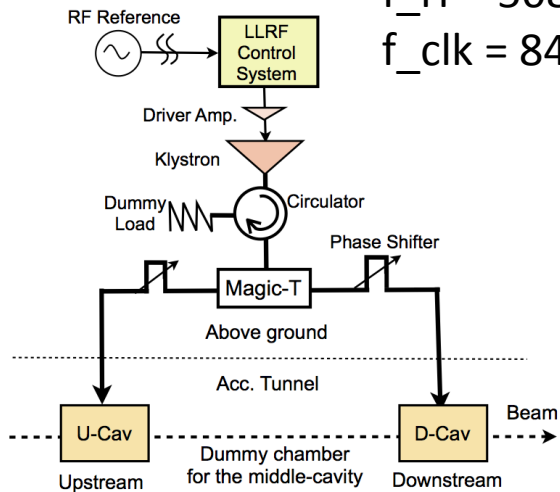 RF Reference
LLRF
Control
System
f_clk = 84
Driver Amp.
Klystron
Dummy
Load
Circulator
Phase Shifter
Magic-T
Above ground
Acc. Tunnel
U-Cav
D-Cav
Beam
Dummy chamber
for the middle-cavity
Upstream
Downstream